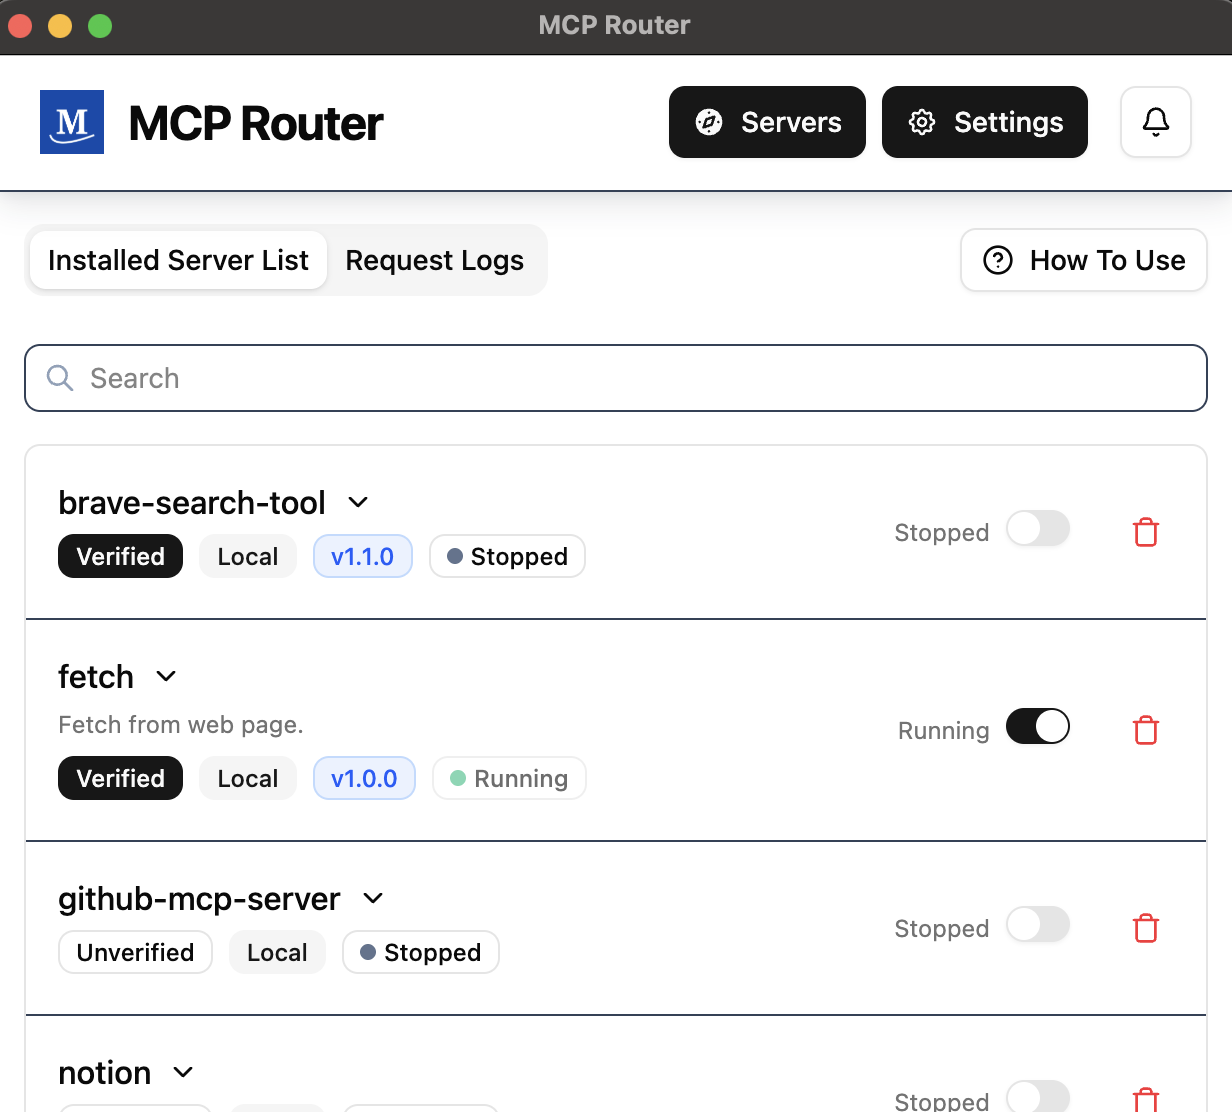 MCP Router
M MCP Router Servers Settings
Installed Server List Request Logs How To Use
Search
brave-search-tool
Stopped
Verified Local v1.1.0 Stopped
fetch
Fetch from web page.
Running
Verified Local v1.0.0 Running
github-mcp-server
Stopped
Unverified Local Stopped
notion
Stopped